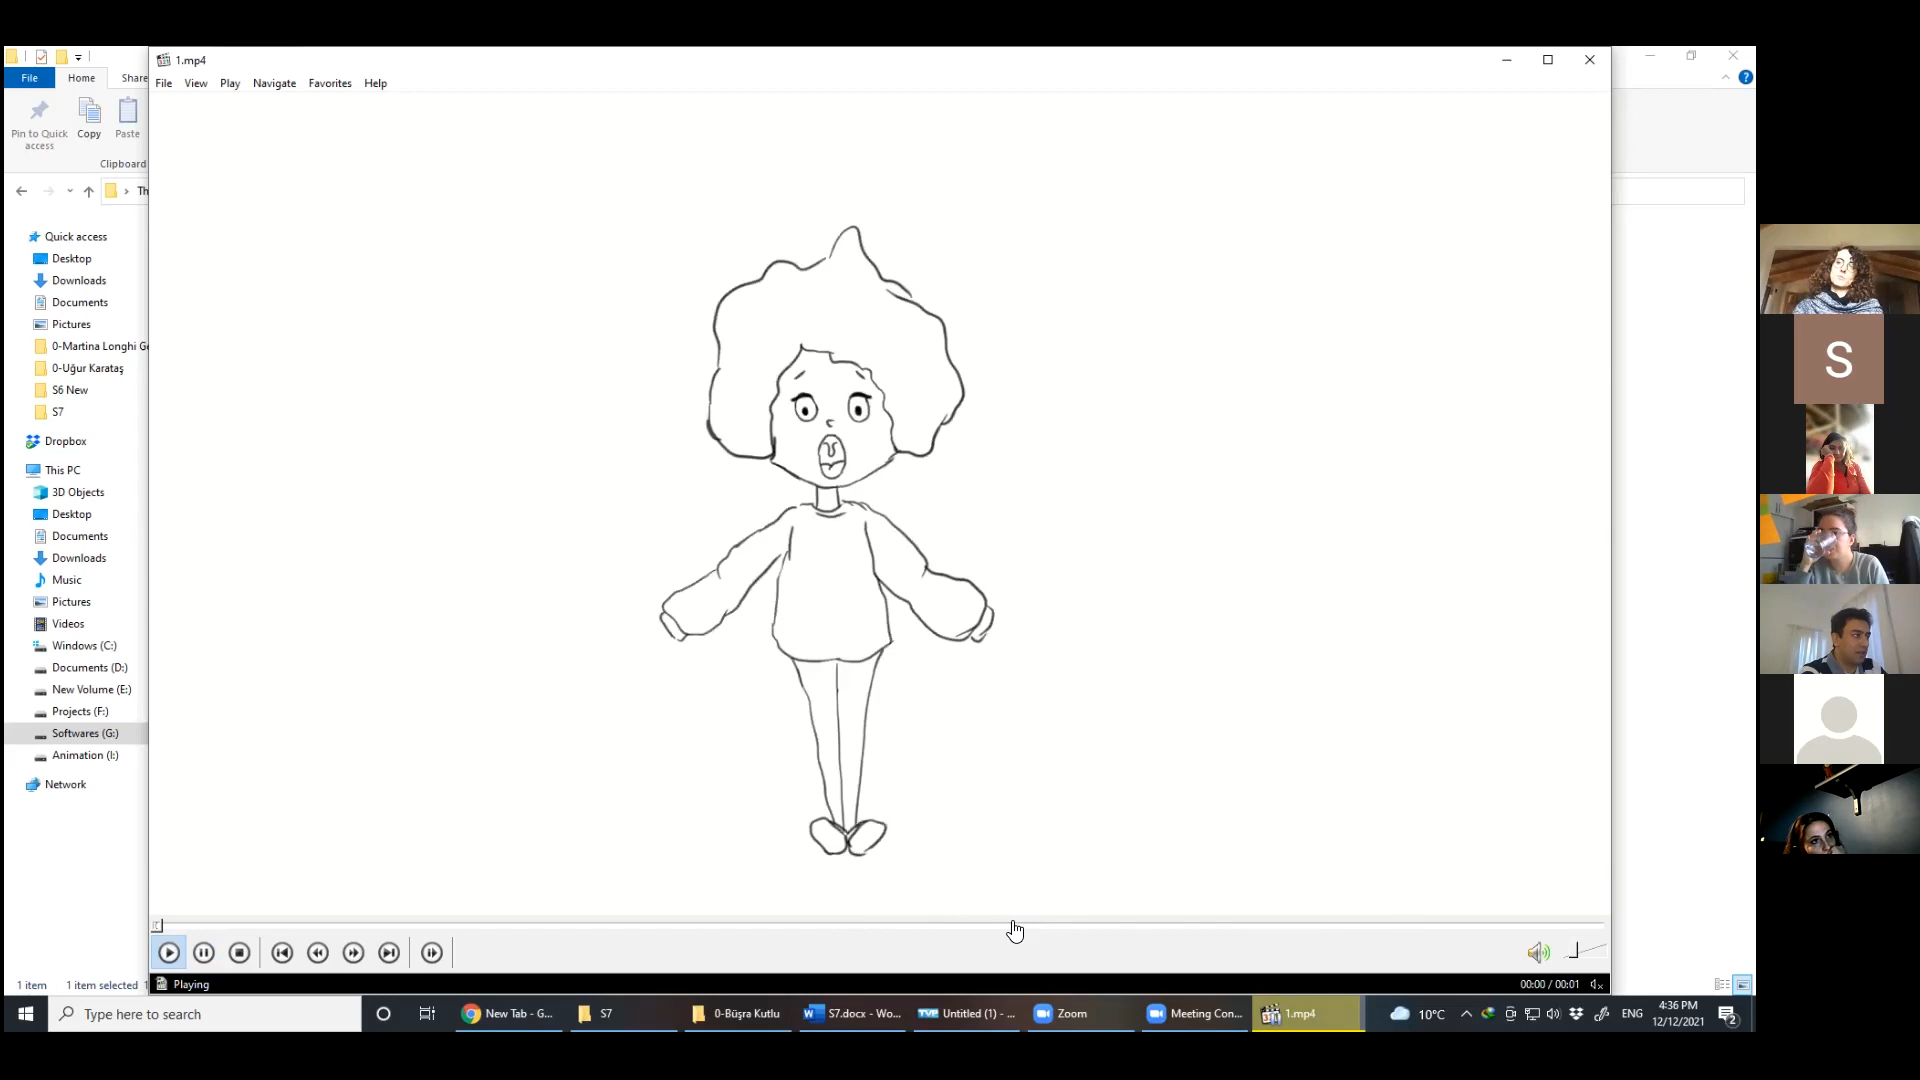 1.mp4
File View Play Navigate Favorites Help
File Home Share
Pin to Quick access
Copy
Paste
Clipboard
Th
Quick access
Desktop
Downloads
Documents
Pictures
0-Martina Longhi Ge
0-Uğur Karataş
S6 New
S7
Dropbox
This PC
3D Objects
Desktop
Documents
Downloads
Music
Pictures
Videos
Windows (C:)
Documents (D:)
New Volume (E:)
Projects (F:)
Softwares (G:)
Animation (I:)
Network
S
1 item 1 item selected 1
Playing
00:00 / 00:01
Type here to search
New Tab - G...
S7
0-Büşra Kutlu
S7.docx - Wo...
Untitled (1) - ...
Zoom
Meeting Con...
1.mp4
10°C
ENG
4:36 PM
12/12/2021
2